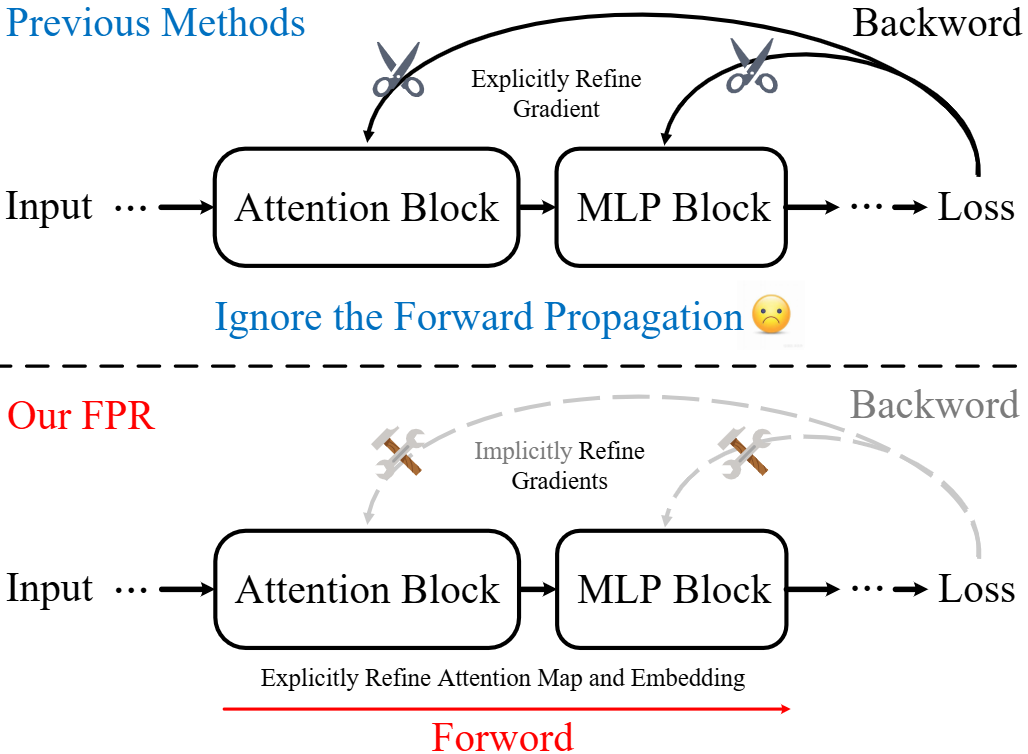 Previous Methods
Backword
Explicitly Refine
Gradient
Input ... Attention Block MLP Block ... Loss
Ignore the Forward Propagation
Our FPR
Backword
Implicitly Refine
Gradients
Input ... Attention Block MLP Block ... Loss
Explicitly Refine Attention Map and Embedding
Forword